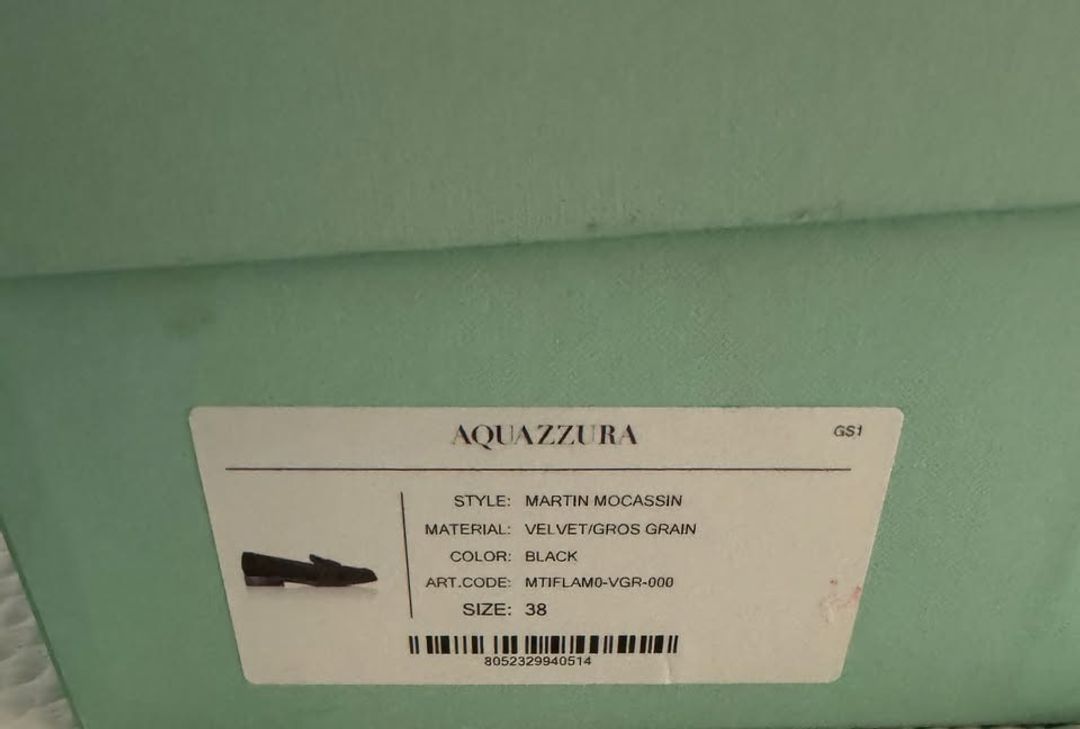 AQUAZZURA
GS1
STYLE: MARTIN MOCASSIN
MATERIAL: VELVET/GROS GRAIN
COLOR: BLACK
ART.CODE: MTIFLAM0-VGR-000
SIZE: 38
8052329940514